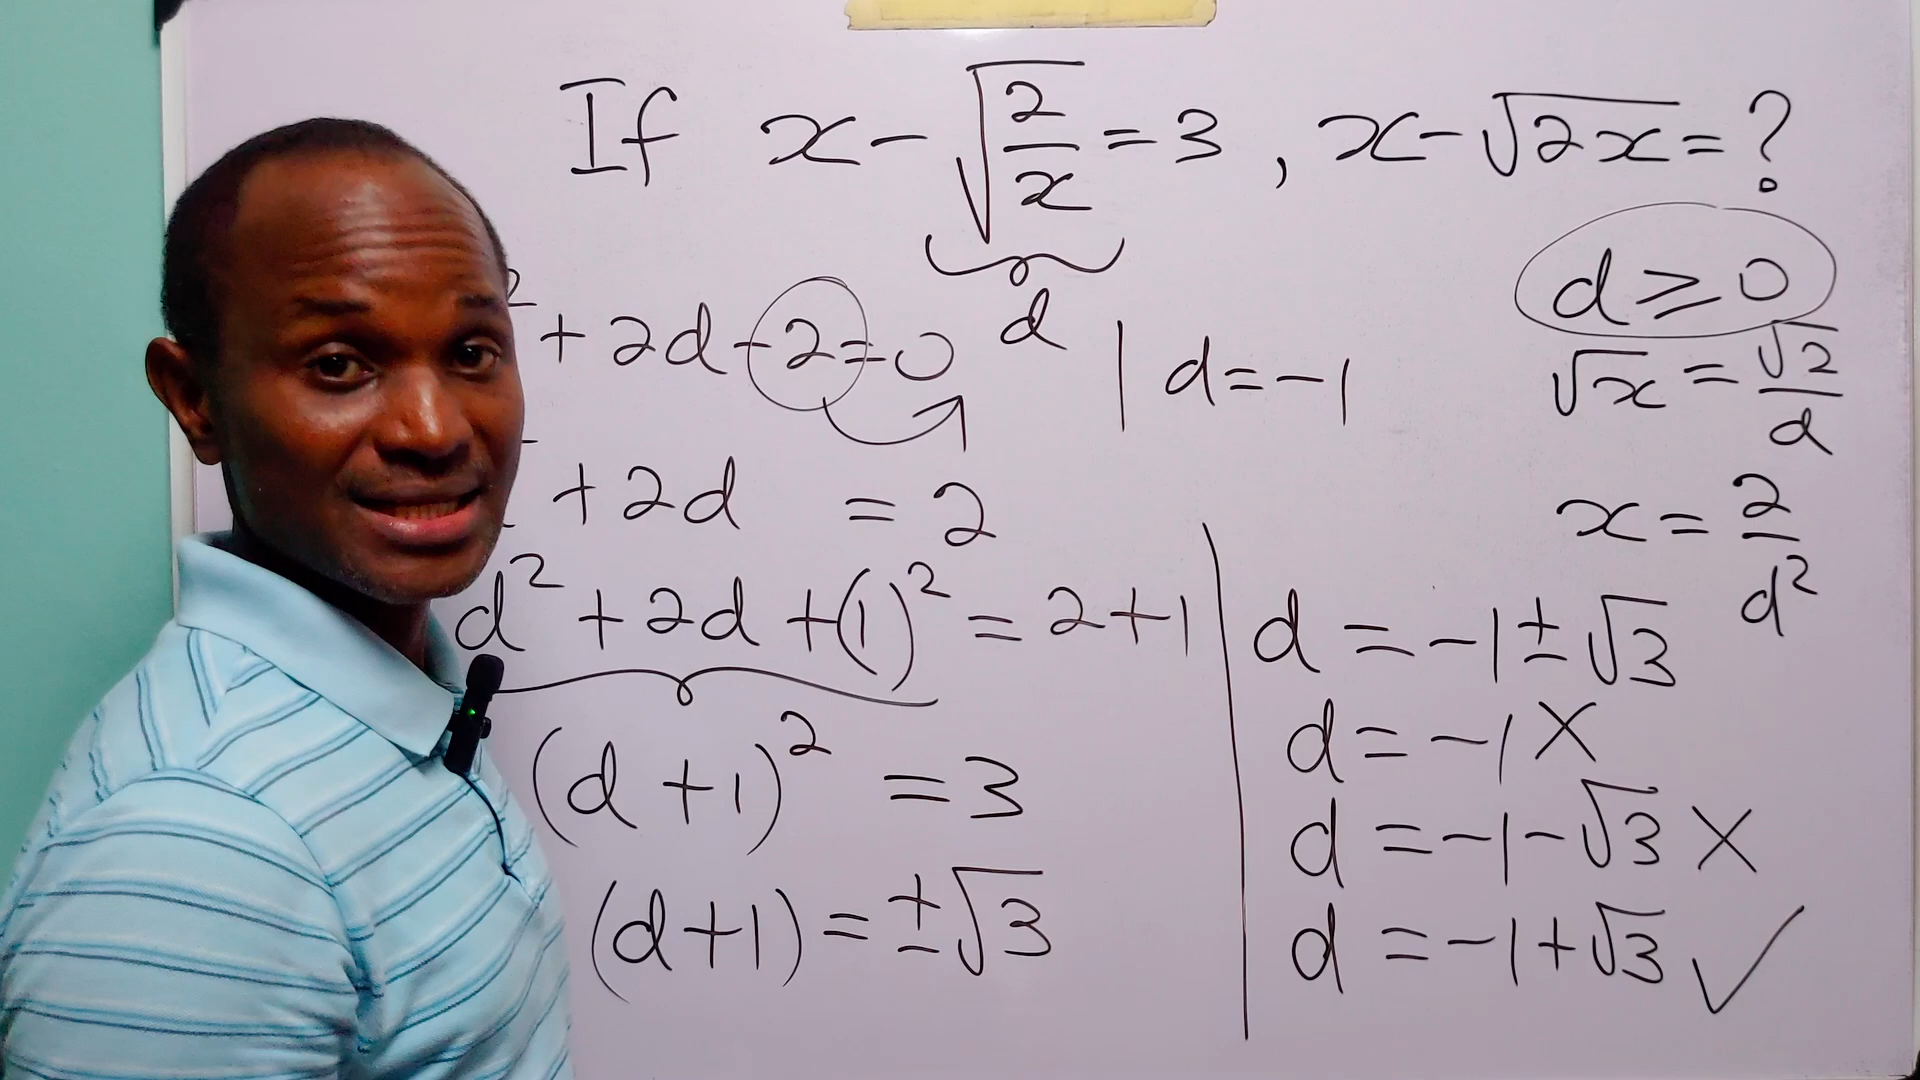 If x - √(2/x) = 3 , x - √2x = ?
d
d ≥ 0
² + 2d - 2 = 0 | d = -1
√x = √2/d
+ 2d = 2
x = 2/d²
d² + 2d + (1)² = 2 + 1
(d + 1)² = 3
(d + 1) = ± √3
d = -1 ± √3
d = -1 ×
d = -1 - √3 ×
d = -1 + √3 ✓